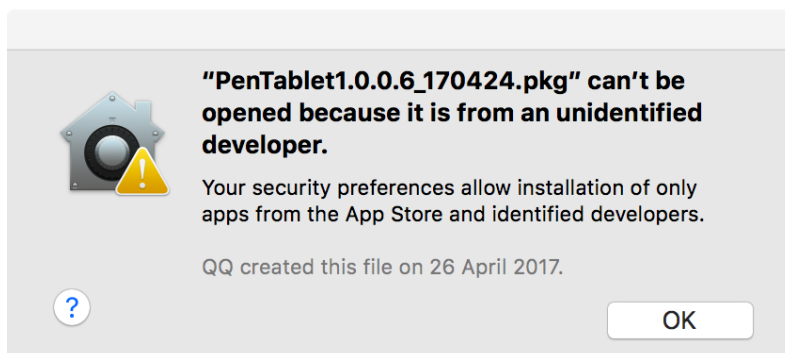 “PenTablet1.0.0.6_170424.pkg” can’t be
opened because it is from an unidentified
developer.
Your security preferences allow installation of only
apps from the App Store and identified developers.
QQ created this file on 26 April 2017.
?
OK